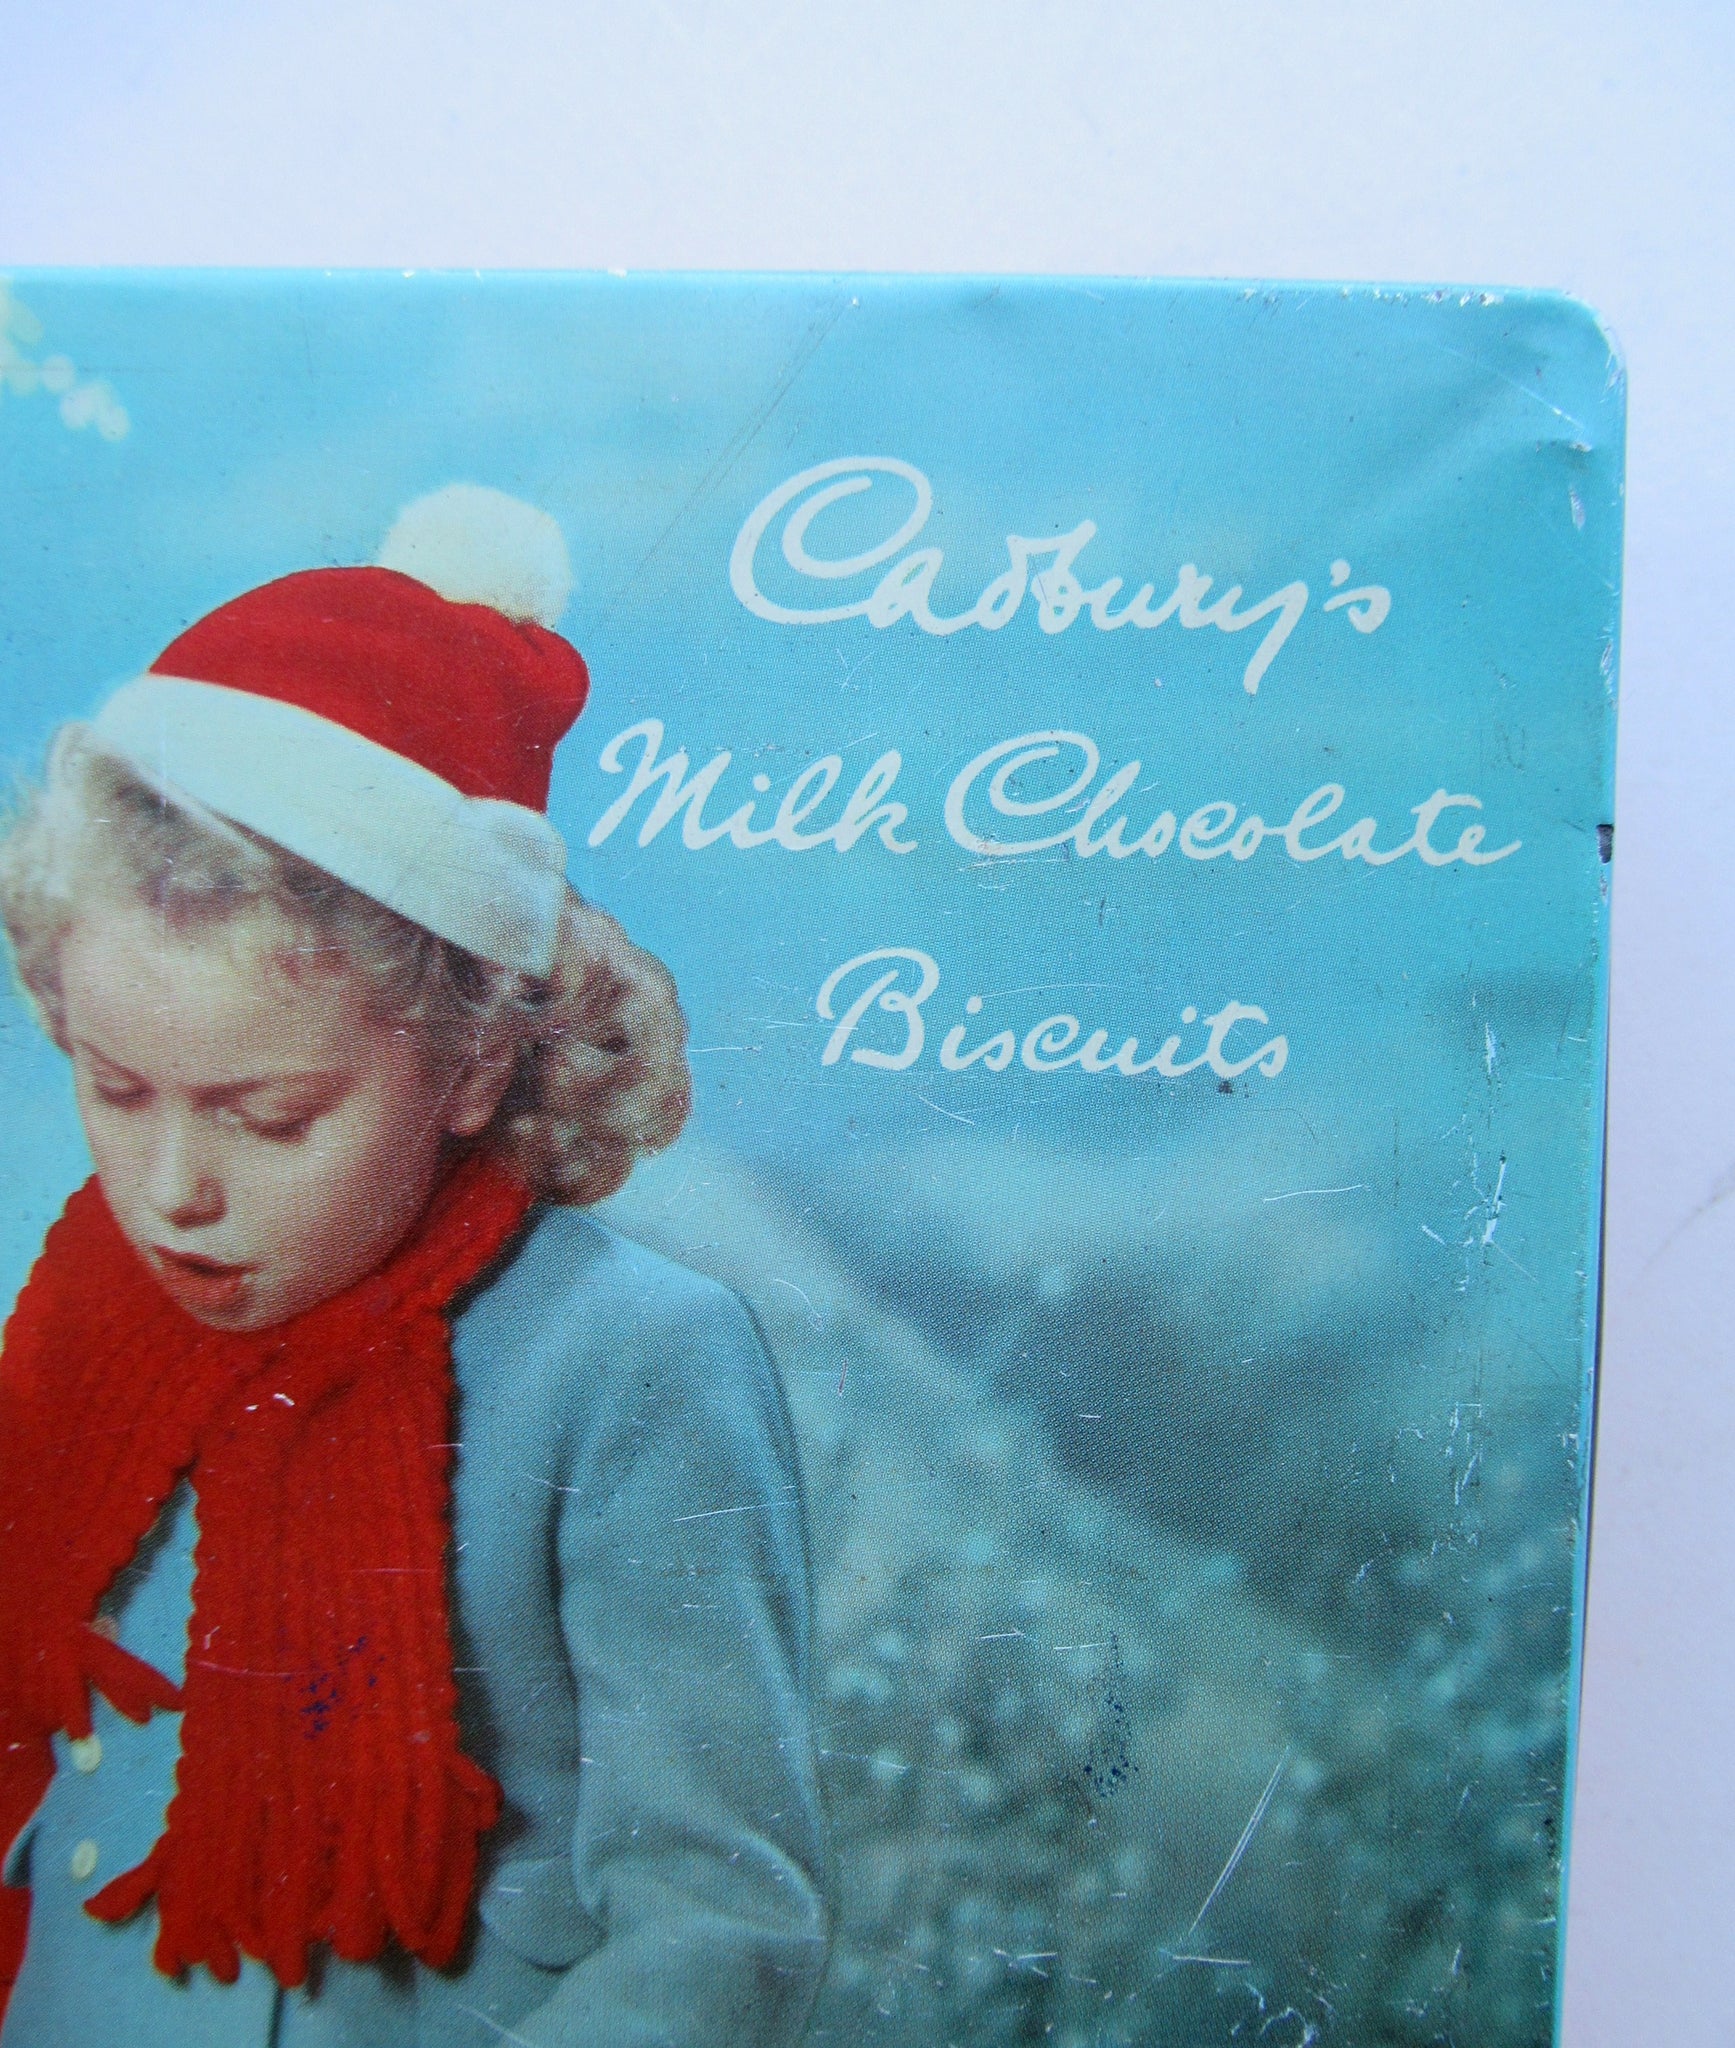 Cadbury's
Milk Chocolate
Biscuits